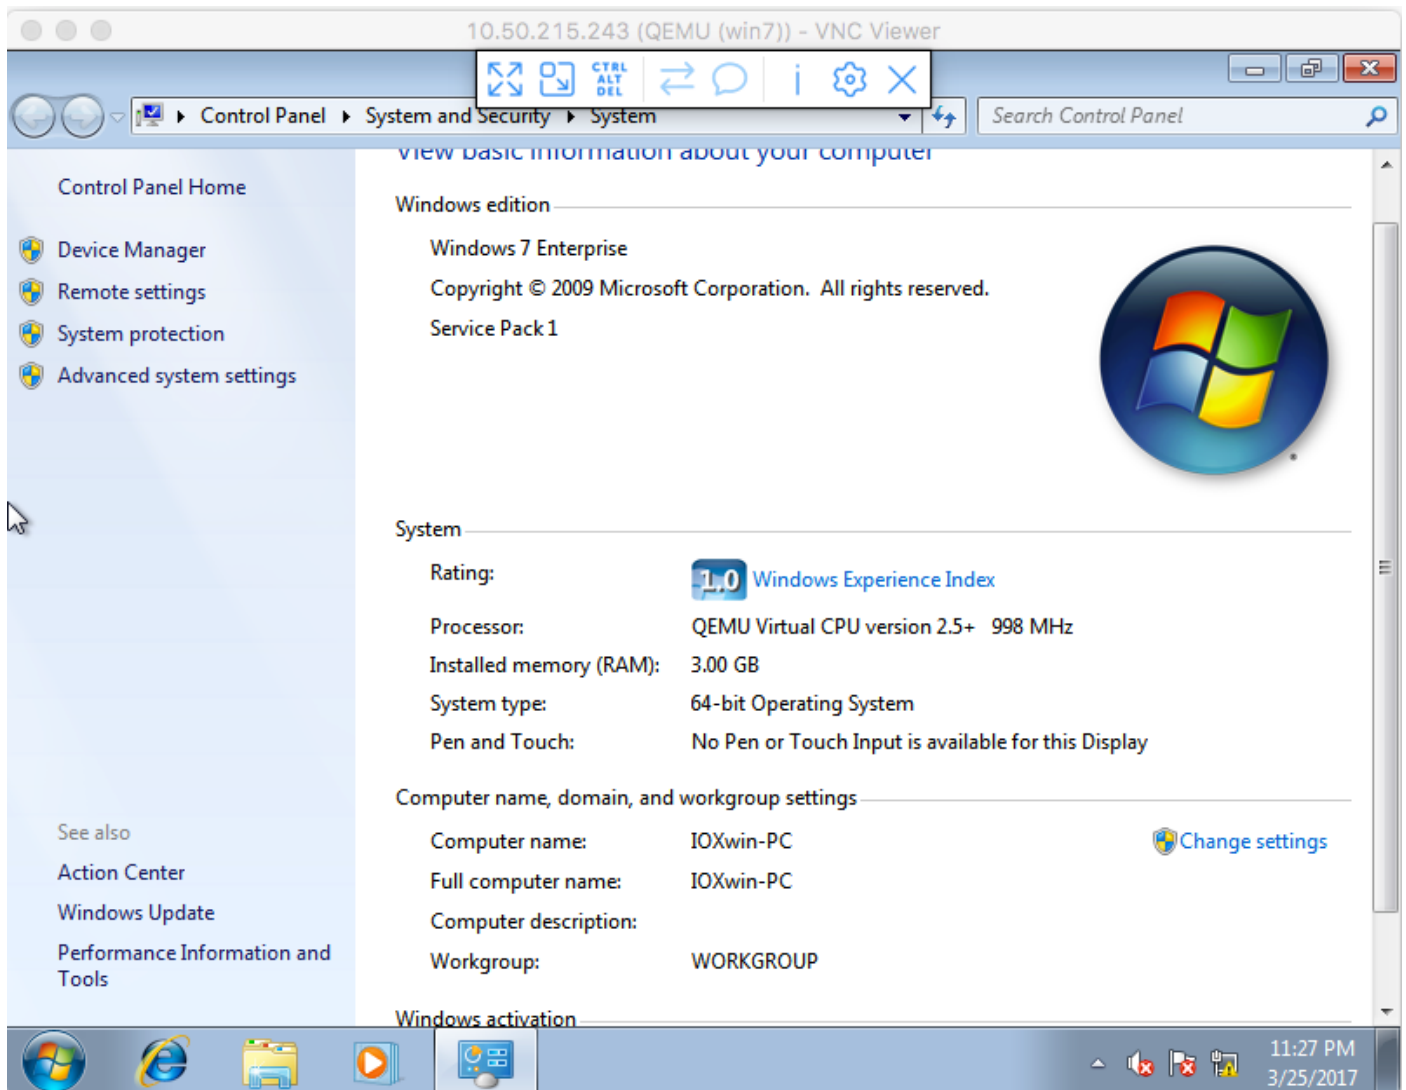 10.50.215.243 (QEMU (win7)) - VNC Viewer
CTRL
ALT
DEL
Control Panel System and Security System
Search Control Panel
View basic information about your computer
Control Panel Home
Device Manager
Remote settings
System protection
Advanced system settings
Windows edition
Windows 7 Enterprise
Copyright © 2009 Microsoft Corporation. All rights reserved.
Service Pack 1
System
Rating: 1.0 Windows Experience Index
Processor: QEMU Virtual CPU version 2.5+ 998 MHz
Installed memory (RAM): 3.00 GB
System type: 64-bit Operating System
Pen and Touch: No Pen or Touch Input is available for this Display
Computer name, domain, and workgroup settings
Computer name: IOXwin-PC
Change settings
Full computer name: IOXwin-PC
Computer description:
Workgroup: WORKGROUP
Windows activation
See also
Action Center
Windows Update
Performance Information and
Tools
11:27 PM
3/25/2017